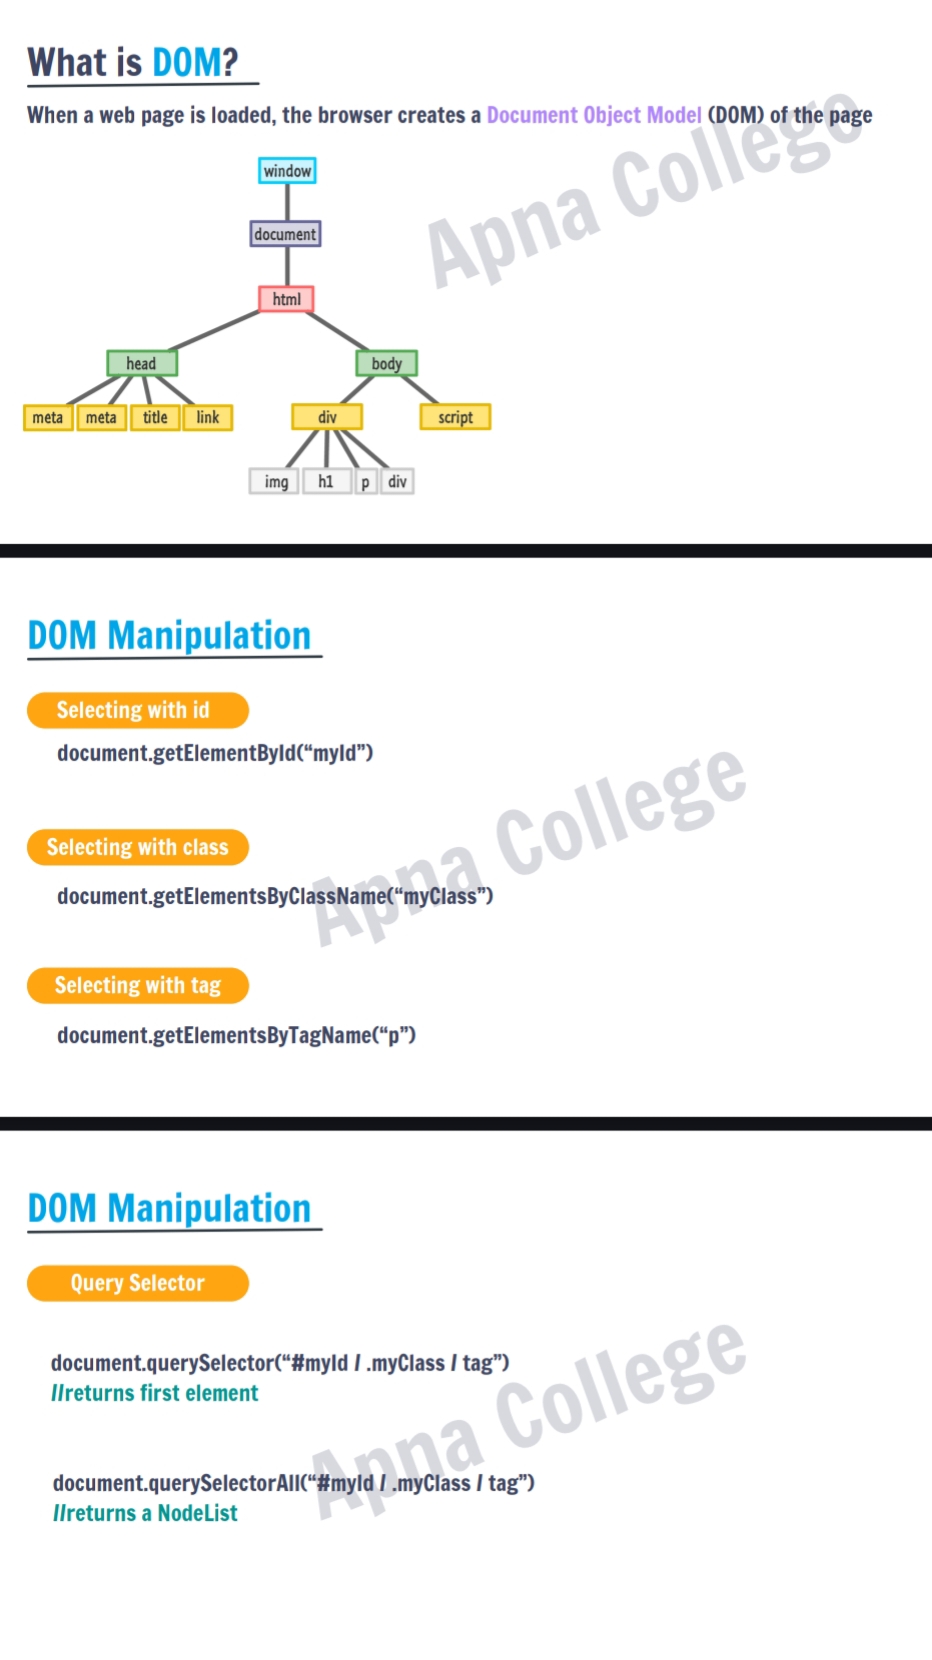 What is DOM?
When a web page is loaded, the browser creates a Document Object Model (DOM) of the page
Apna College
window
document
html
head
body
meta
meta
title
link
div
script
img
h1
p
div
DOM Manipulation
Selecting with id
document.getElementById(“myId”)
Selecting with class
document.getElementsByClassName(“myClass”)
Apna College
Selecting with tag
document.getElementsByTagName(“p”)
DOM Manipulation
Query Selector
document.querySelector(“#myId / .myClass / tag”)
//returns first element
Apna College
document.querySelectorAll(“#myId / .myClass / tag”)
//returns a NodeList